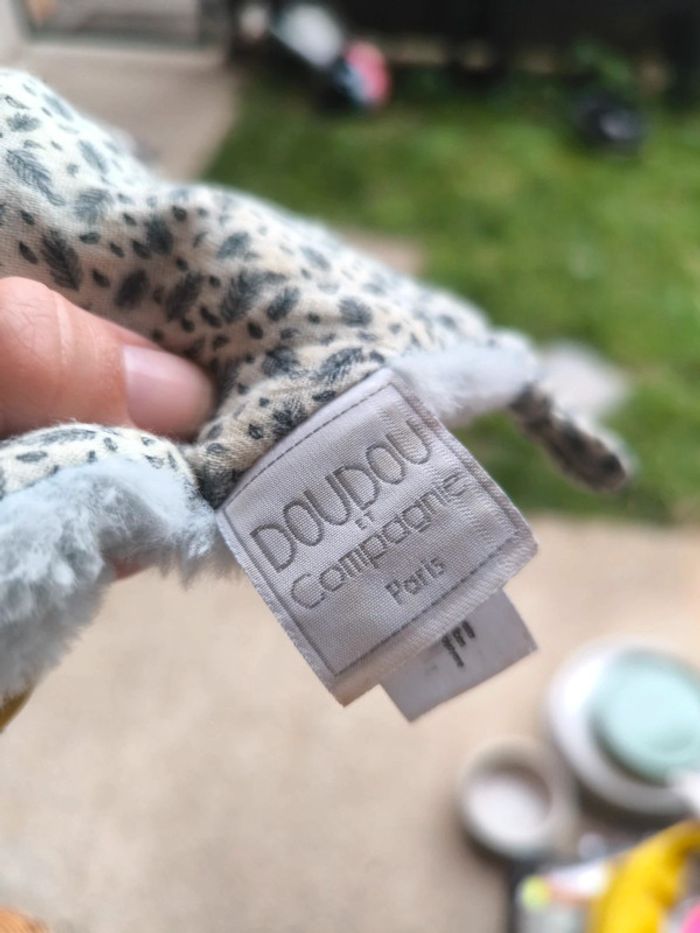 DOUDOU
ET
Compagnie
Paris